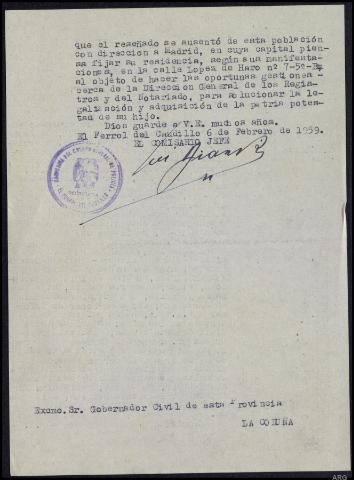 que el reseñado se ausentó de esta población
con direccion a Madrid, en cuya capital pien
sa fijar su residencia, según sus manifesta-
ciones, en la calle Lopez de Haro nº 7-5º-
al objeto de hacer las oportunas gestiones
cerca de la Direccion General de los Regis-
tros y del Notariado, para solucionar la le-
galización y adquisición de la patria potes-
tad de su hijo.
Dios guarde a V.E. muchos años.
El Ferrol del Caudillo 6 de Febrero de 1959.
EL COMISARIO JEFE
Excmo. Sr. Gobernador Civil de esta Provincia
LA CORUÑA
ARG